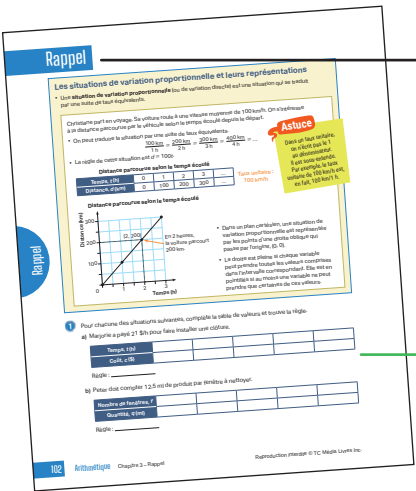 Rappel
Les situations de variation proportionnelle et leurs représentations
• Une situation de variation proportionnelle (ou de variation directe) est une situation qui se traduit
par une suite de taux équivalents.
Christiane part en voyage. Sa voiture roule à une vitesse moyenne de 100 km/h. On s'intéresse
à la distance parcourue par le véhicule selon le temps écoulé depuis le départ.
• On peut traduire la situation par une suite de taux équivalents.
100 km / 1 h = 200 km / 2 h = 300 km / 3 h = 400 km / 4 h = ...
• La règle de cette situation est d = 100t.
Astuce
Dans un taux unitaire,
on n'écrit pas le 1
au dénominateur.
Il est sous-entendu.
Par exemple, le taux
unitaire de 100 km/h est,
en fait, 100 km/1 h.
Distance parcourue selon le temps écoulé
Temps, t (h) 0 1 2 3 ...
Distance, d (km) 0 100 200 300 ...
Taux unitaire :
100 km/h
Distance parcourue selon le temps écoulé
Distance (km)
300
200
100
0 1 2 3
Temps (h)
(2, 200)
En 2 heures,
la voiture parcourt
200 km.
• Dans un plan cartésien, une situation de
variation proportionnelle est représentée
par les points d'une droite oblique qui
passe par l'origine, (0, 0).
• La droite est pleine si chaque variable
peut prendre toutes les valeurs comprises
dans l'intervalle correspondant. Elle est en
pointillés si au moins une variable ne peut
prendre que certaines de ces valeurs.
Rappel
1 Pour chacune des situations suivantes, complète la table de valeurs et trouve la règle.
a) Marjorie a payé 21 $/h pour faire installer une clôture.
Temps, t (h)
Coût, c ($)
Règle :
b) Peter doit compter 125 ml de produit par fenêtre à nettoyer.
Nombre de fenêtres, f
Quantité, q (ml)
Règle :
102 Arithmétique Chapitre 3 – Rappel
Reproduction interdite © TC Média Livres Inc.